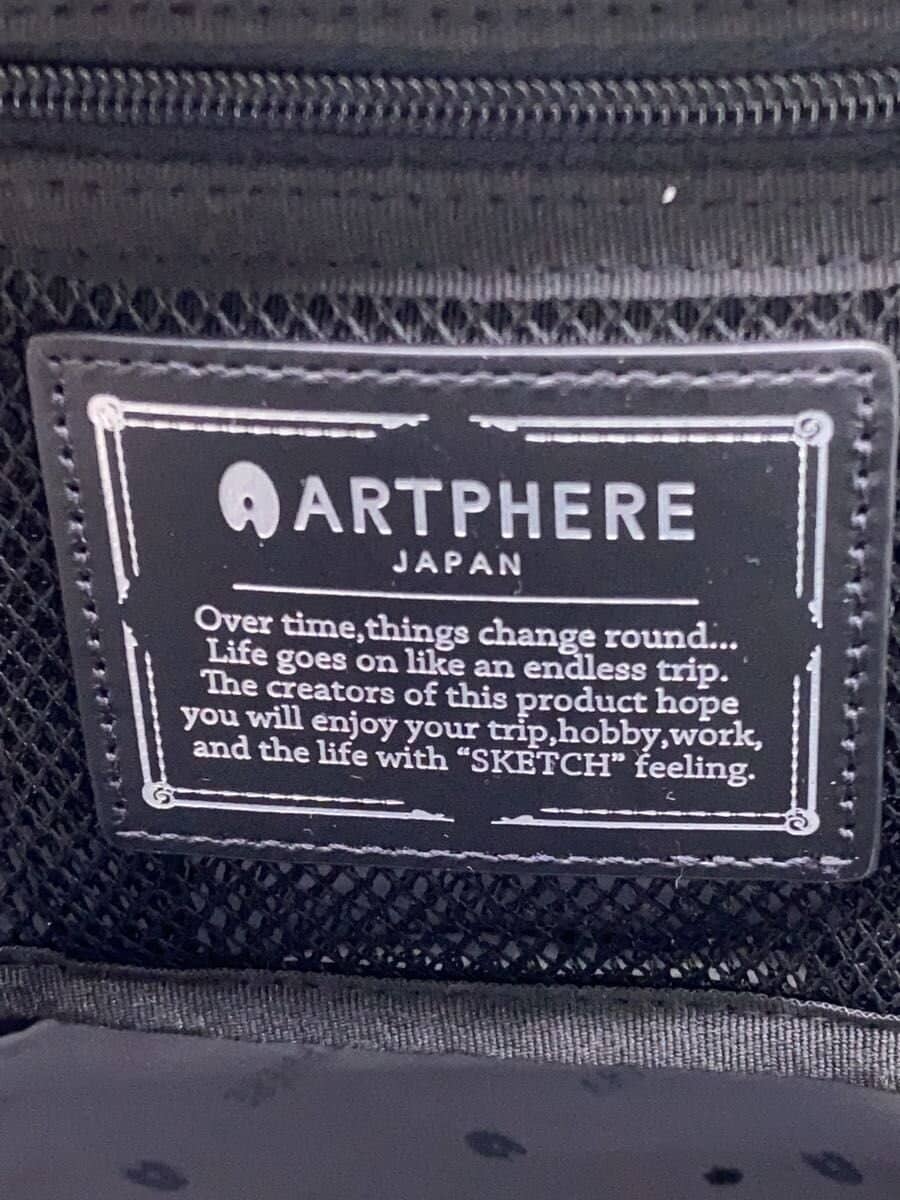 ARTPHERE
JAPAN
Over time,things change round...
Life goes on like an endless trip.
The creators of this product hope
you will enjoy your trip,hobby,work,
and the life with “SKETCH” feeling.